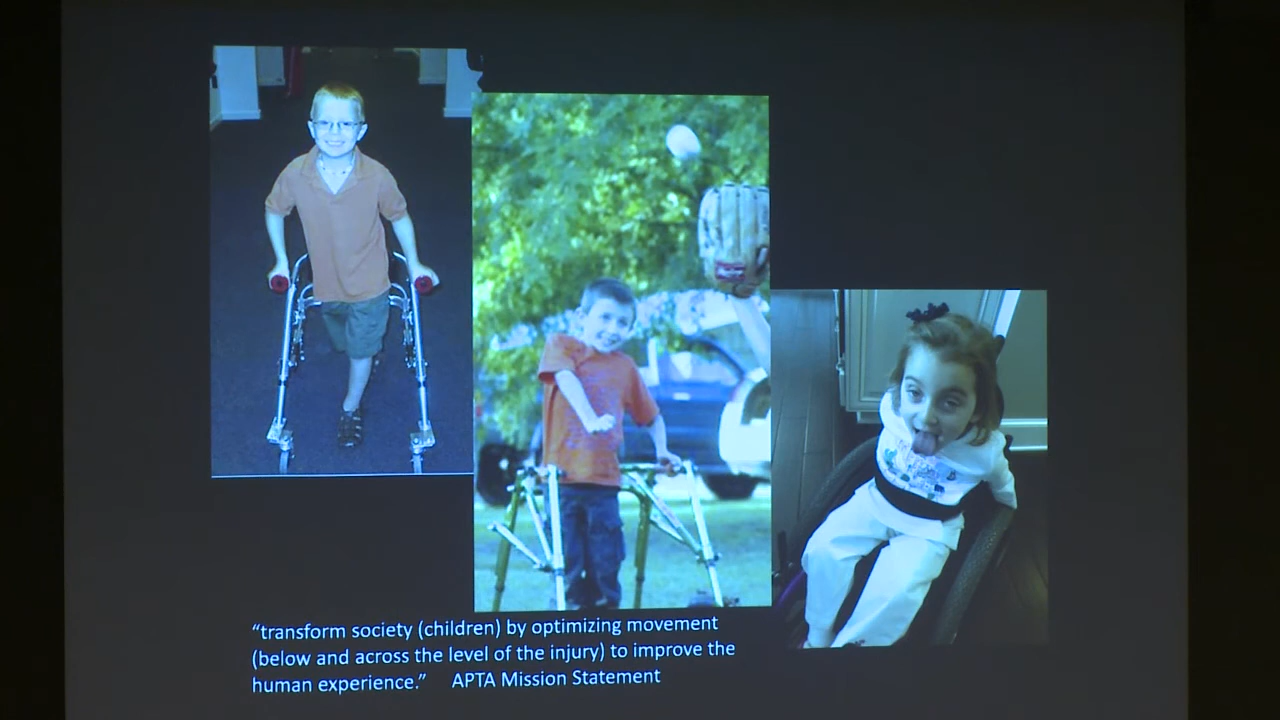 “transform society (children) by optimizing movement
(below and across the level of the injury) to improve the
human experience.” APTA Mission Statement